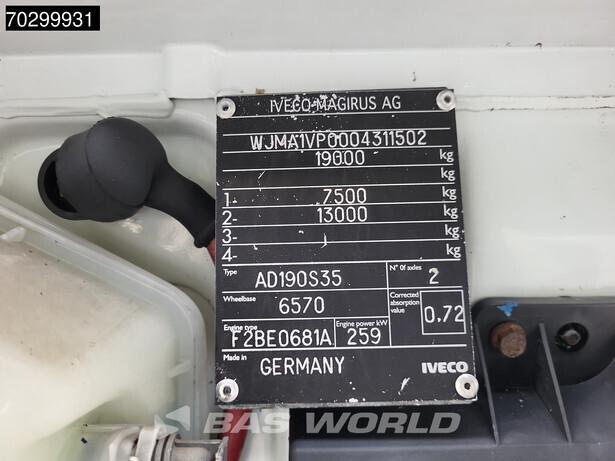 70299931
IVECO-MAGIRUS AG
WJMA1VP0004311502
19000 kg
kg
1- 7500 kg
2- 13000 kg
3- kg
4- kg
Type AD190S35 N° Of axles 2
Wheelbase 6570 Corrected absorption value 0.72
Engine type F2BE0681A Engine power kW 259
Made in GERMANY IVECO
BAS WORLD